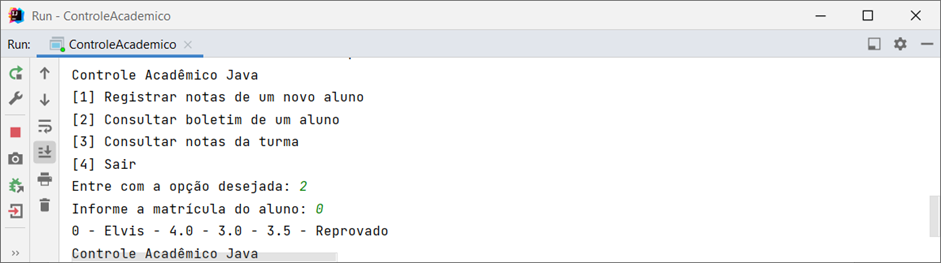 Run - ControleAcademico
Run: ControleAcademico
Controle Acadêmico Java
[1] Registrar notas de um novo aluno
[2] Consultar boletim de um aluno
[3] Consultar notas da turma
[4] Sair
Entre com a opção desejada: 2
Informe a matrícula do aluno: 0
0 - Elvis - 4.0 - 3.0 - 3.5 - Reprovado
Controle Acadêmico Java